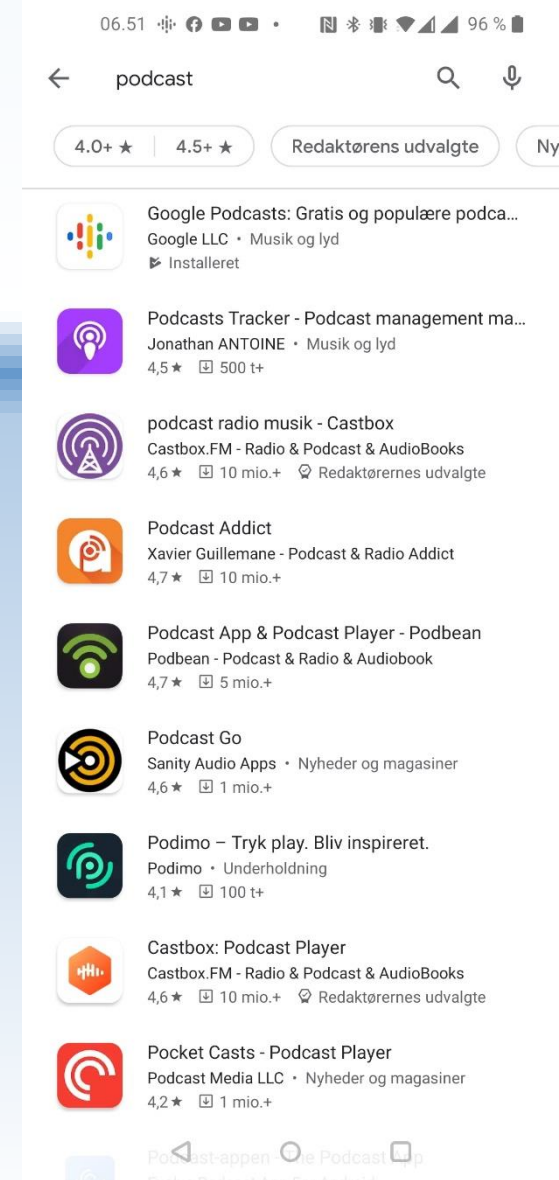 06.51 96 %
podcast
4.0+ ★ 4.5+ ★ Redaktørens udvalgte Ny
Google Podcasts: Gratis og populære podca...
Google LLC • Musik og lyd
Installeret
Podcasts Tracker - Podcast management ma...
Jonathan ANTOINE • Musik og lyd
4,5 ★ 500 t+
podcast radio musik - Castbox
Castbox.FM - Radio & Podcast & AudioBooks
4,6 ★ 10 mio.+ Redaktørernes udvalgte
Podcast Addict
Xavier Guillemane - Podcast & Radio Addict
4,7 ★ 10 mio.+
Podcast App & Podcast Player - Podbean
Podbean - Podcast & Radio & Audiobook
4,7 ★ 5 mio.+
Podcast Go
Sanity Audio Apps • Nyheder og magasiner
4,6 ★ 1 mio.+
Podimo – Tryk play. Bliv inspireret.
Podimo • Underholdning
4,1 ★ 100 t+
Castbox: Podcast Player
Castbox.FM - Radio & Podcast & AudioBooks
4,6 ★ 10 mio.+ Redaktørernes udvalgte
Pocket Casts - Podcast Player
Podcast Media LLC • Nyheder og magasiner
4,2 ★ 1 mio.+
Podcast-appen - The Podcast App